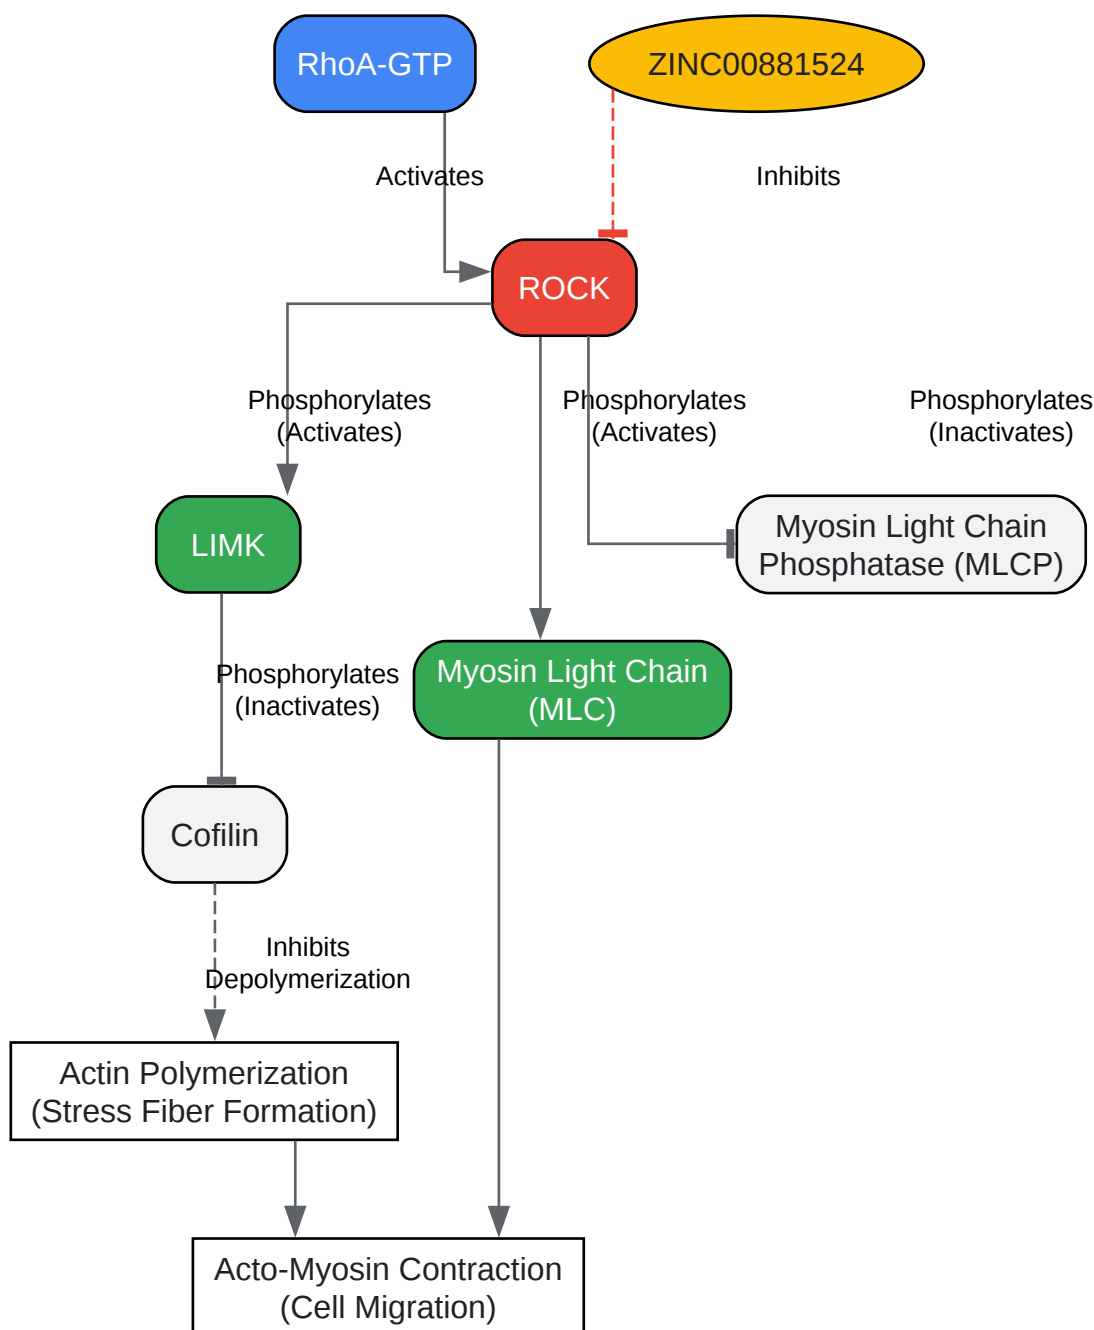 RhoA-GTP
ZINC00881524
Activates
Inhibits
ROCK
Phosphorylates
(Activates)
Phosphorylates
(Activates)
Phosphorylates
(Inactivates)
LIMK
Myosin Light Chain
Phosphatase (MLCP)
Phosphorylates
(Inactivates)
Myosin Light Chain
(MLC)
Cofilin
Inhibits
Depolymerization
Actin Polymerization
(Stress Fiber Formation)
Acto-Myosin Contraction
(Cell Migration)